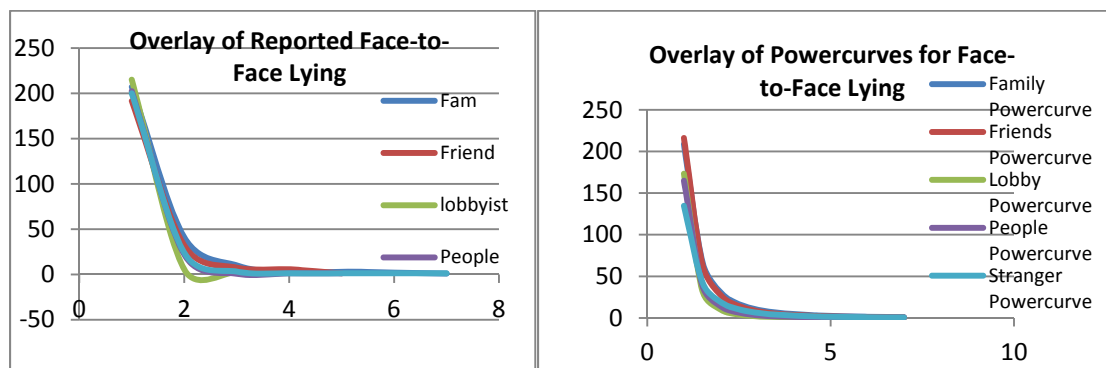 Overlay of Reported Face-to-
Face Lying
250
200
150
100
50
0
-50
0
2
4
6
8
Fam
Friend
lobbyist
People
Overlay of Powercurves for Face-
to-Face Lying
250
200
150
100
50
0
0
5
10
Family
Powercurve
Friends
Powercurve
Lobby
Powercurve
People
Powercurve
Stranger
Powercurve